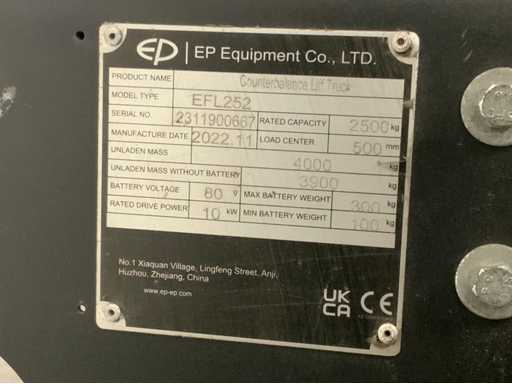 EP | EP Equipment Co., LTD.
PRODUCT NAME Counterbalance Lift Truck
MODEL TYPE EFL252
SERIAL NO. 2311900667 RATED CAPACITY 2500 kg
MANUFACTURE DATE 2022.11 LOAD CENTER 500 mm
UNLADEN MASS 4000 kg
UNLADEN MASS WITHOUT BATTERY 3900 kg
BATTERY VOLTAGE 80 V MAX BATTERY WEIGHT 300 kg
RATED DRIVE POWER 10 kW MIN BATTERY WEIGHT 100 kg
No.1 Xiaquan Village, Lingfeng Street, Anji,
Huzhou, Zhejiang, China
www.ep-ep.com
UK
CA CE